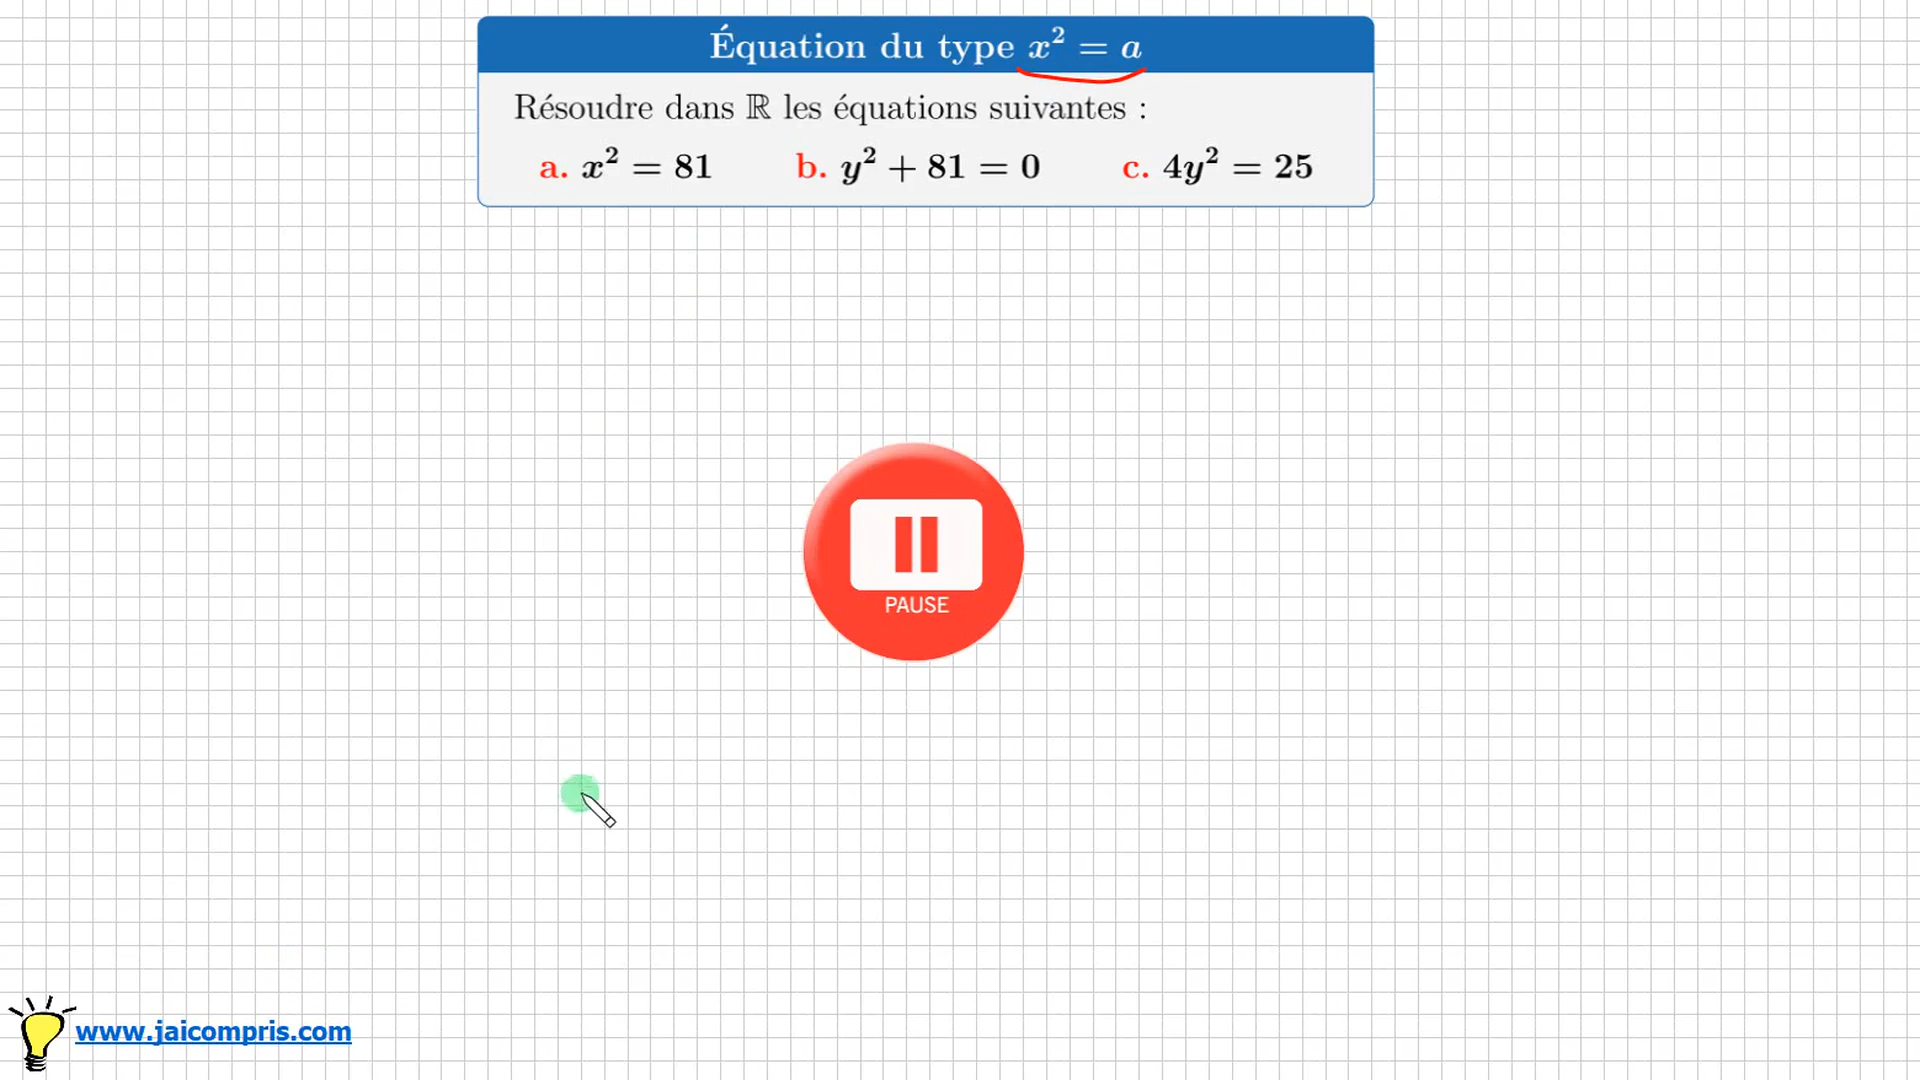 Équation du type x² = a
Résoudre dans ℝ les équations suivantes :
a. x² = 81 b. y² + 81 = 0 c. 4y² = 25
PAUSE
www.jaicompris.com